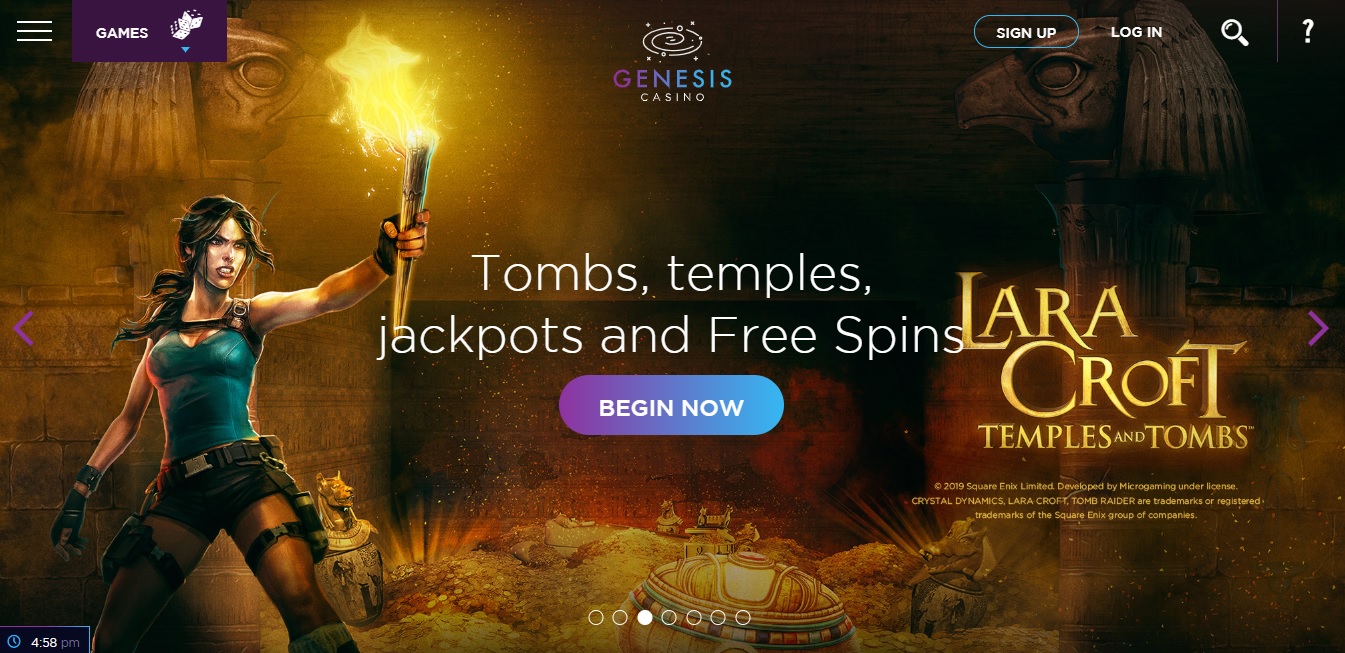 GAMES
GENESIS
CASINO
SIGN UP
LOG IN
?
Tombs, temples,
jackpots and Free Spins
BEGIN NOW
LARA
CROFT
TEMPLES AND TOMBS™
© 2019 Square Enix Limited. Developed by Microgaming under license.
CRYSTAL DYNAMICS, LARA CROFT, TOMB RAIDER are trademarks or registered
trademarks of the Square Enix group of companies.
4:58 pm